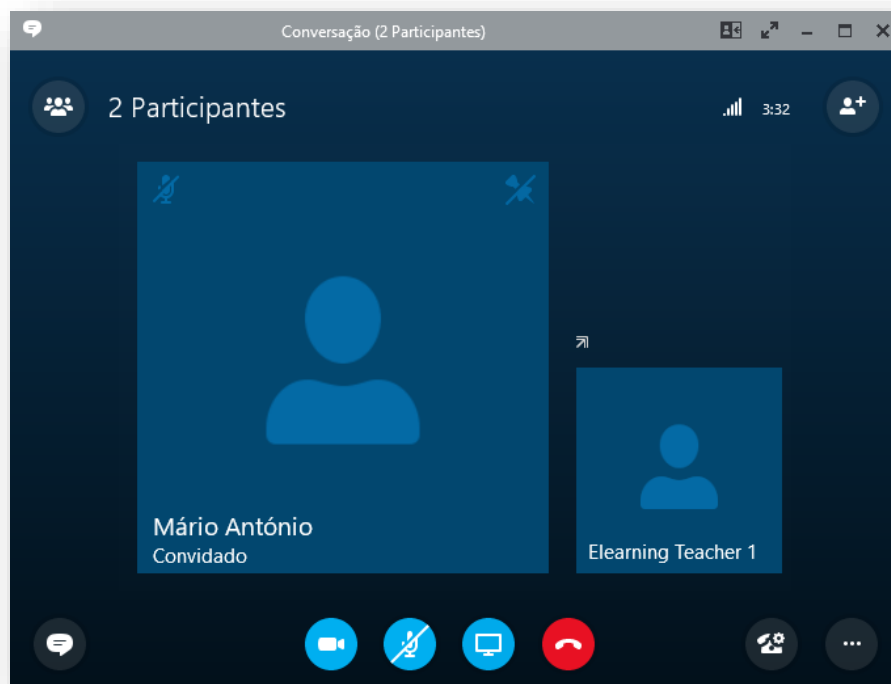 Conversação (2 Participantes)
2 Participantes
3:32
Mário António
Convidado
Elearning Teacher 1